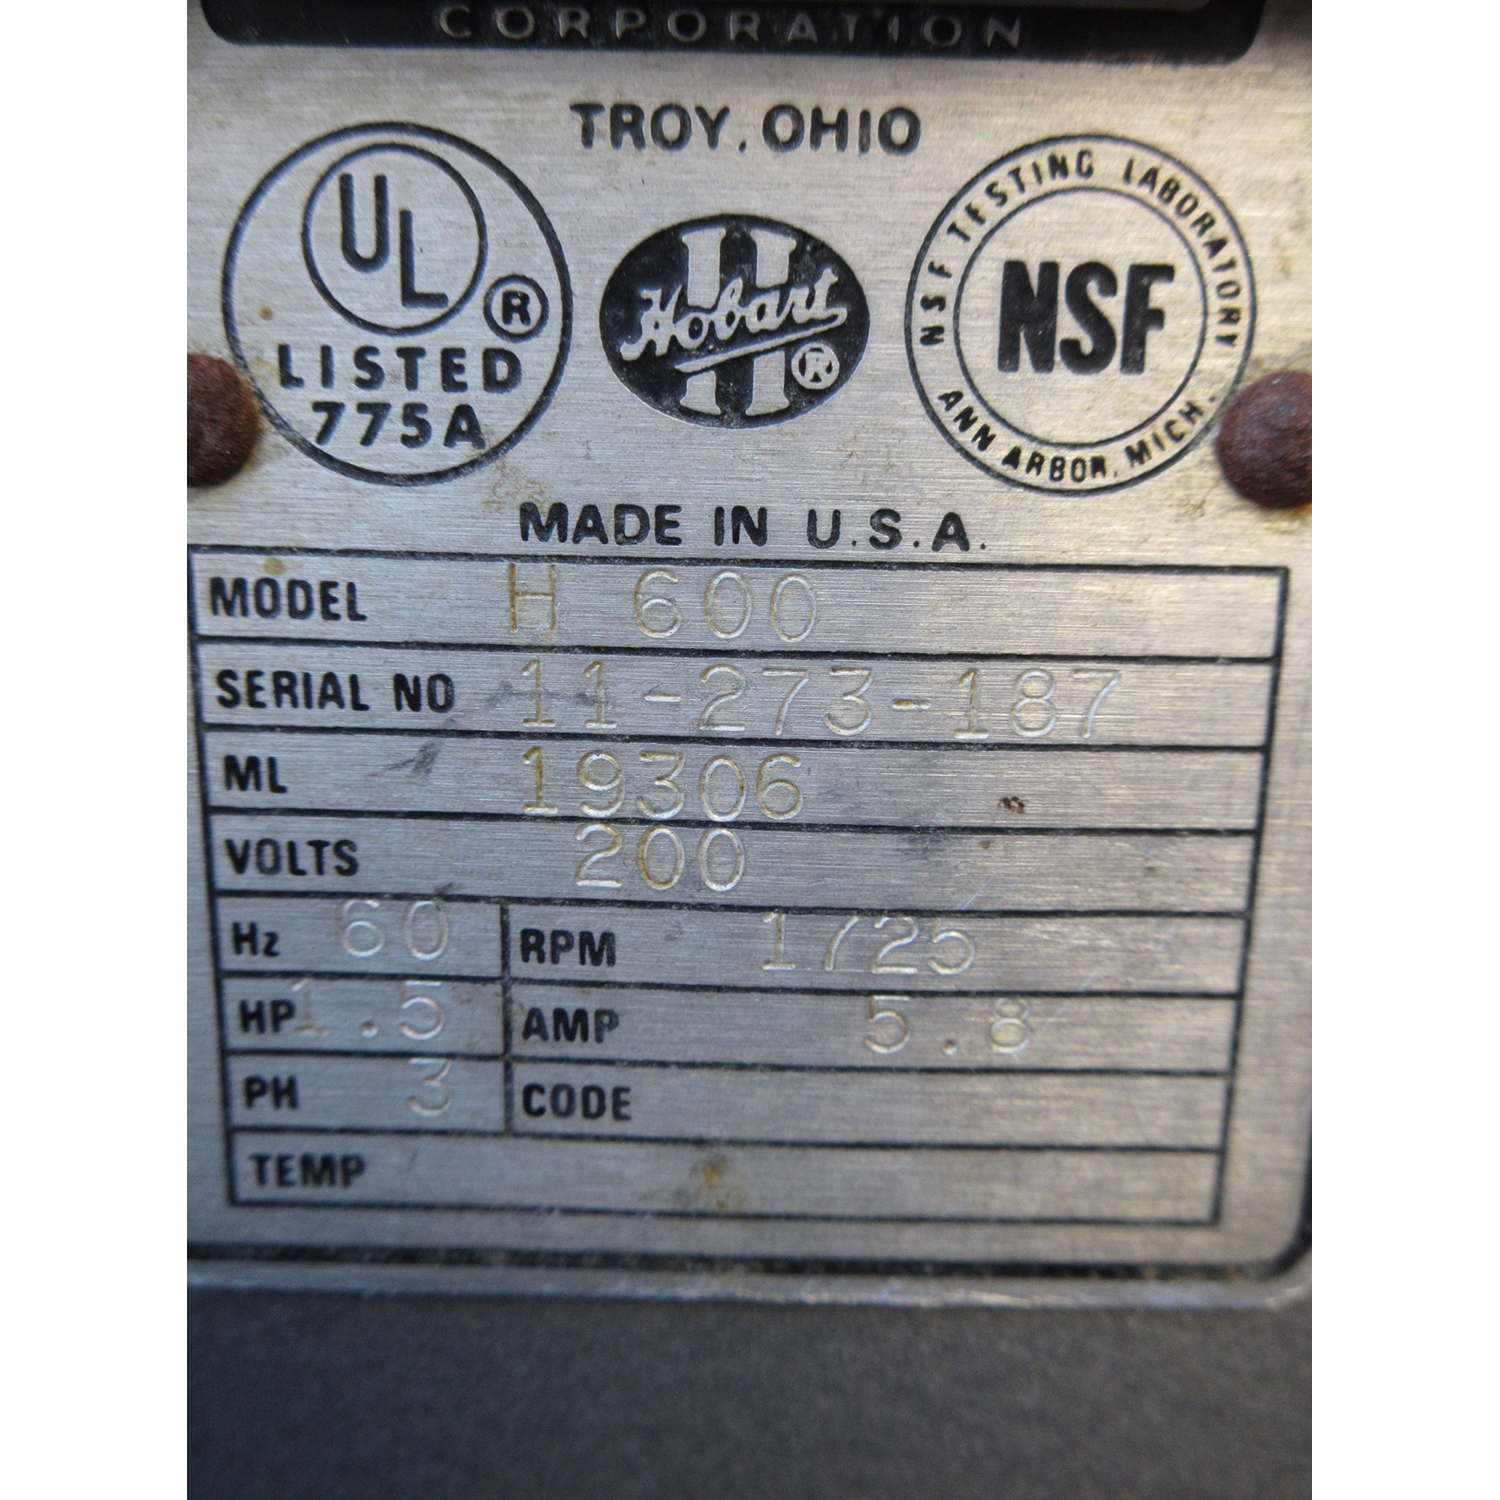 CORPORATION
TROY, OHIO
UL ®
LISTED
775A
Hobart ®
NSF TESTING LABORATORY
NSF
ANN ARBOR, MICH.
MADE IN U.S.A.
MODEL H 600
SERIAL NO 11-273-187
ML 19306
VOLTS 200
Hz 60 RPM 1725
HP 1.5 AMP 5.8
PH 3 CODE
TEMP